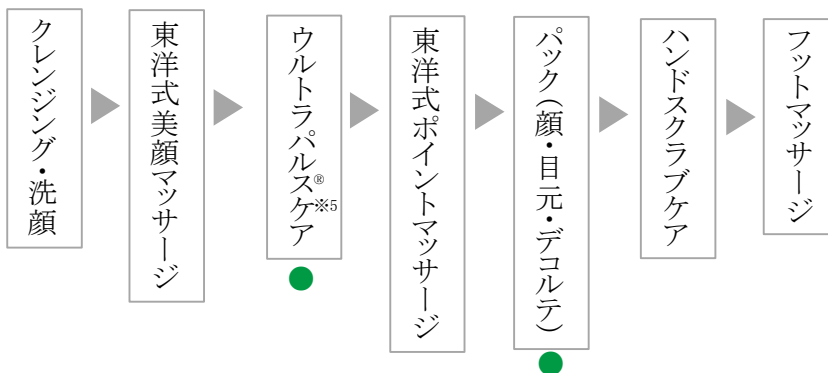 クレンジング・洗顔
東洋式美顔マッサージ
ウルトラパルス®ケア※5
東洋式ポイントマッサージ
パック(顔・目元・デコルテ)
ハンドスクラブケア
フットマッサージ